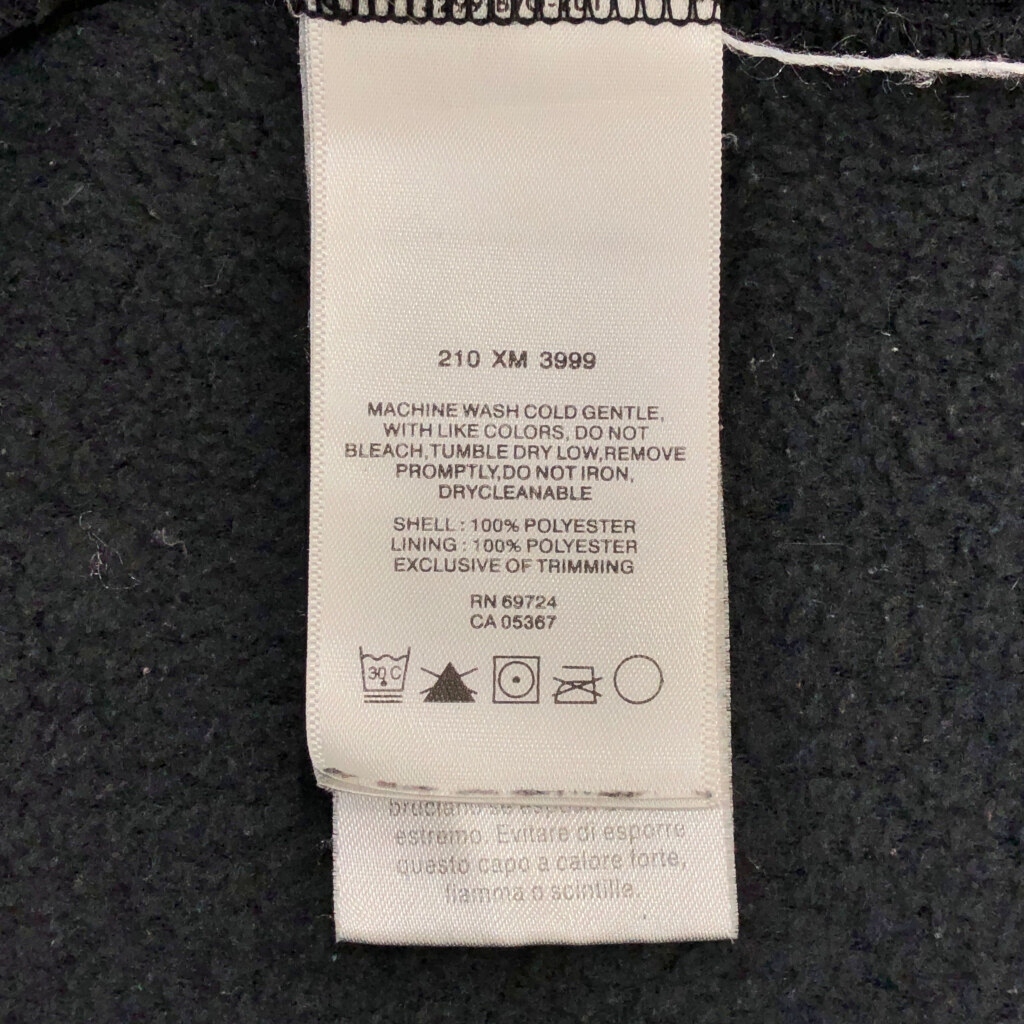 210 XM 3999
MACHINE WASH COLD GENTLE,
WITH LIKE COLORS, DO NOT
BLEACH,TUMBLE DRY LOW,REMOVE
PROMPTLY,DO NOT IRON,
DRYCLEANABLE
SHELL : 100% POLYESTER
LINING : 100% POLYESTER
EXCLUSIVE OF TRIMMING
RN 69724
CA 05367
30 C
bruciano se
estremo. Evitare di esporre
questo capo a calore forte,
fiamma o scintille.